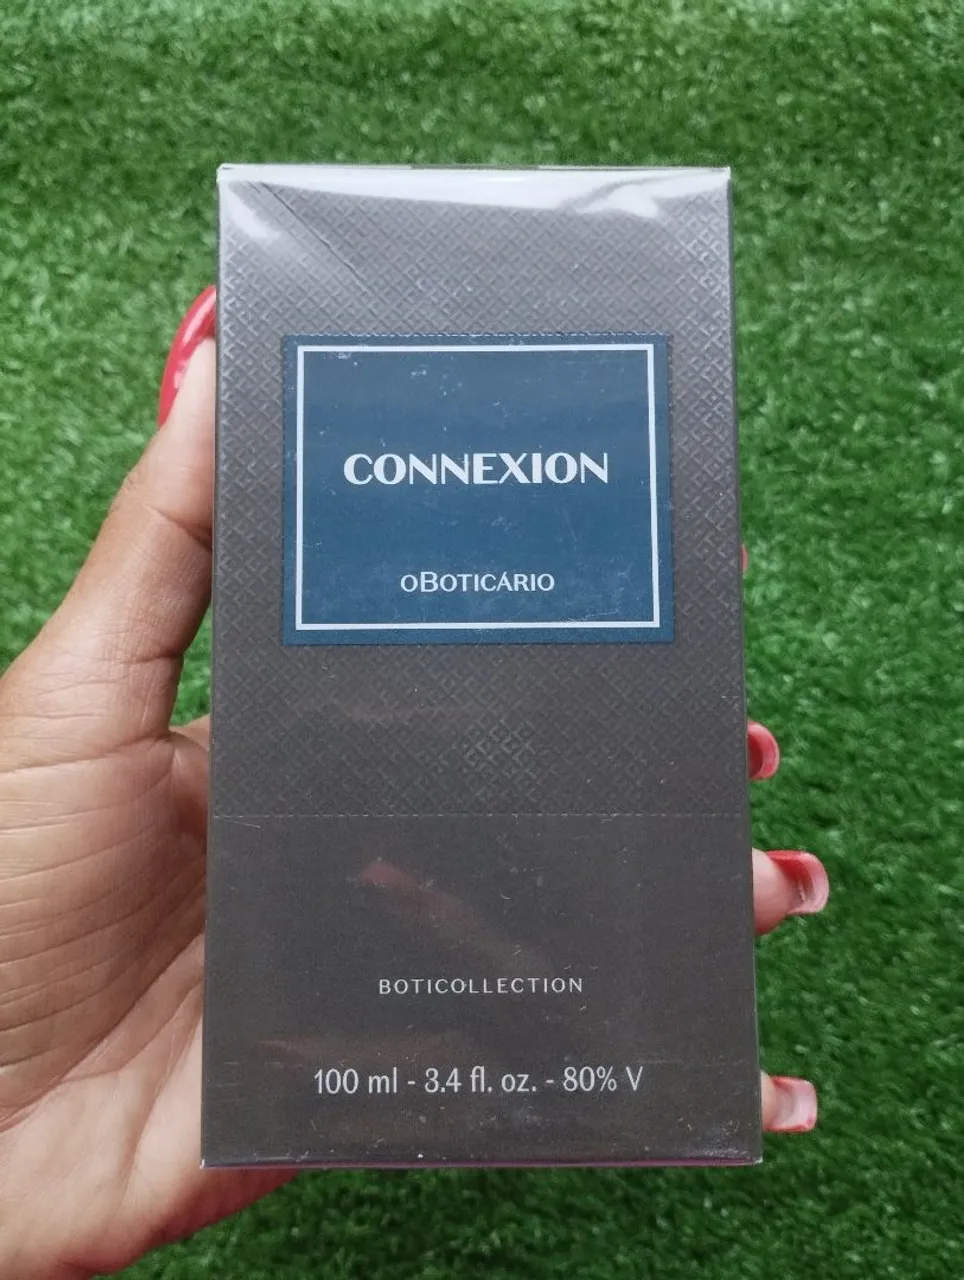 CONNEXION
oBOTICÁRIO
BOTICOLLECTION
100 ml - 3.4 fl. oz. - 80% V